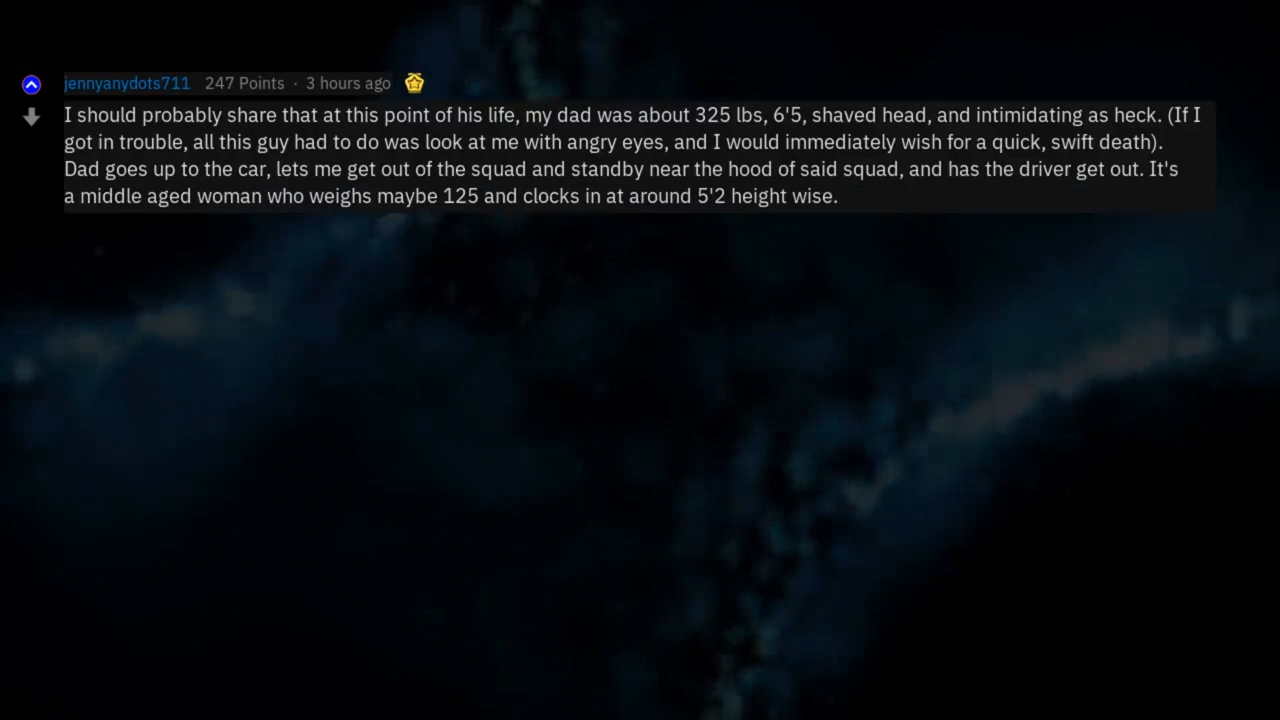 jennyanydots711 247 Points · 3 hours ago
I should probably share that at this point of his life, my dad was about 325 lbs, 6'5, shaved head, and intimidating as heck. (If I
got in trouble, all this guy had to do was look at me with angry eyes, and I would immediately wish for a quick, swift death).
Dad goes up to the car, lets me get out of the squad and standby near the hood of said squad, and has the driver get out. It's
a middle aged woman who weighs maybe 125 and clocks in at around 5'2 height wise.